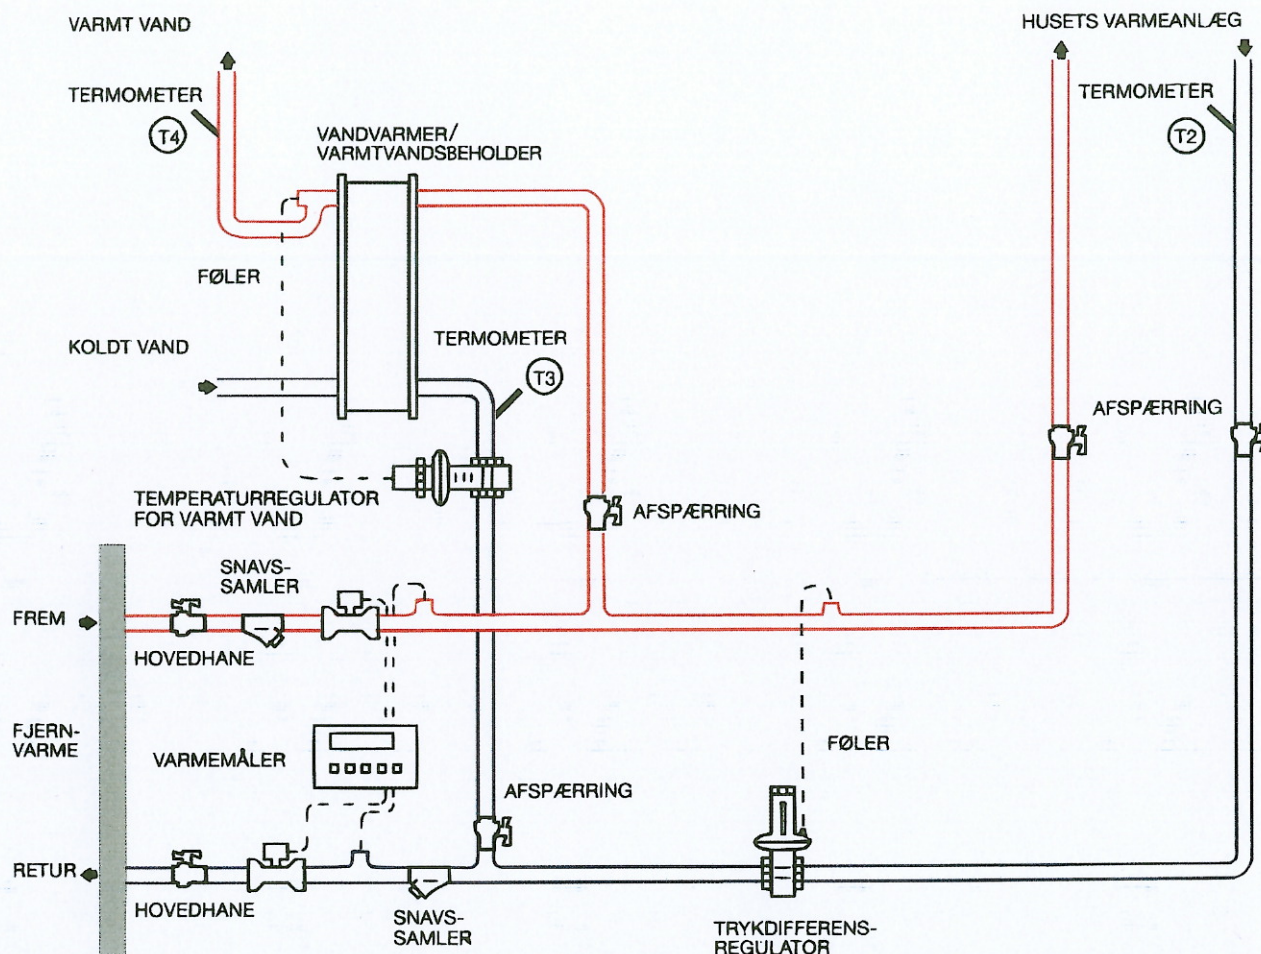 VARMT VAND
HUSETS VARMEANLÆG
TERMOMETER
T4
VANDVARMER/
VARMTVANDSBEHOLDER
TERMOMETER
T2
FØLER
KOLDT VAND
TERMOMETER
T3
AFSPÆRRING
TEMPERATURREGULATOR
FOR VARMT VAND
AFSPÆRRING
SNAVS-
SAMLER
FREM
HOVEDHANE
FJERN-
VARME
VARMEMÅLER
FØLER
AFSPÆRRING
RETUR
HOVEDHANE
SNAVS-
SAMLER
TRYKDIFFERENS-
REGULATOR